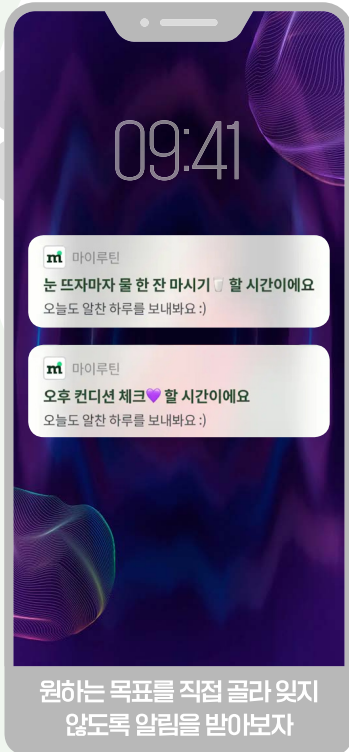 09:41
m 마이루틴
눈 뜨자마자 물 한 잔 마시기🥛 할 시간이에요
오늘도 알찬 하루를 보내봐요 :)
m 마이루틴
오후 컨디션 체크💜 할 시간이에요
오늘도 알찬 하루를 보내봐요 :)
원하는 목표를 직접 골라 잊지
않도록 알림을 받아보자